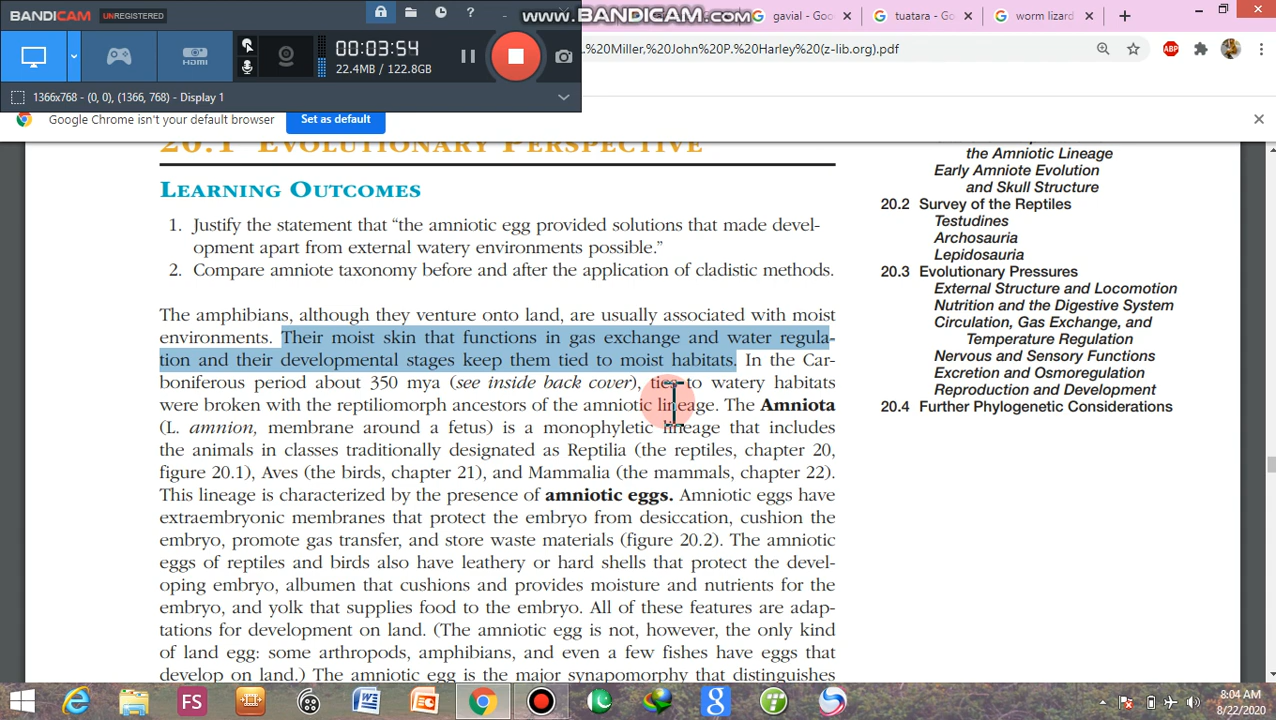 BANDICAM UNREGISTERED
www.BANDICAM.com
gavial - Goo
tuatara - Go
worm lizard
00:03:54
22.4MB / 122.8GB
HDMI
.%20Miller,%20John%20P.%20Harley (z-lib.org).pdf
ABP
1366x768 - (0, 0), (1366, 768) - Display 1
Google Chrome isn't your default browser
Set as default
20.1 Evolutionary Perspective
Learning Outcomes
1. Justify the statement that “the amniotic egg provided solutions that made devel-
opment apart from external watery environments possible.”
2. Compare amniote taxonomy before and after the application of cladistic methods.
The amphibians, although they venture onto land, are usually associated with moist
environments. Their moist skin that functions in gas exchange and water regula-
tion and their developmental stages keep them tied to moist habitats. In the Car-
boniferous period about 350 mya (see inside back cover), ties to watery habitats
were broken with the reptiliomorph ancestors of the amniotic lineage. The Amniota
(L. amnion, membrane around a fetus) is a monophyletic lineage that includes
the animals in classes traditionally designated as Reptilia (the reptiles, chapter 20,
figure 20.1), Aves (the birds, chapter 21), and Mammalia (the mammals, chapter 22).
This lineage is characterized by the presence of amniotic eggs. Amniotic eggs have
extraembryonic membranes that protect the embryo from desiccation, cushion the
embryo, promote gas transfer, and store waste materials (figure 20.2). The amniotic
eggs of reptiles and birds also have leathery or hard shells that protect the devel-
oping embryo, albumen that cushions and provides moisture and nutrients for the
embryo, and yolk that supplies food to the embryo. All of these features are adap-
tations for development on land. (The amniotic egg is not, however, the only kind
of land egg: some arthropods, amphibians, and even a few fishes have eggs that
develop on land.) The amniotic egg is the major synapomorphy that distinguishes
the Amniotic Lineage
Early Amniote Evolution
and Skull Structure
20.2 Survey of the Reptiles
Testudines
Archosauria
Lepidosauria
20.3 Evolutionary Pressures
External Structure and Locomotion
Nutrition and the Digestive System
Circulation, Gas Exchange, and
Temperature Regulation
Nervous and Sensory Functions
Excretion and Osmoregulation
Reproduction and Development
20.4 Further Phylogenetic Considerations
FS
8:04 AM
8/22/2020